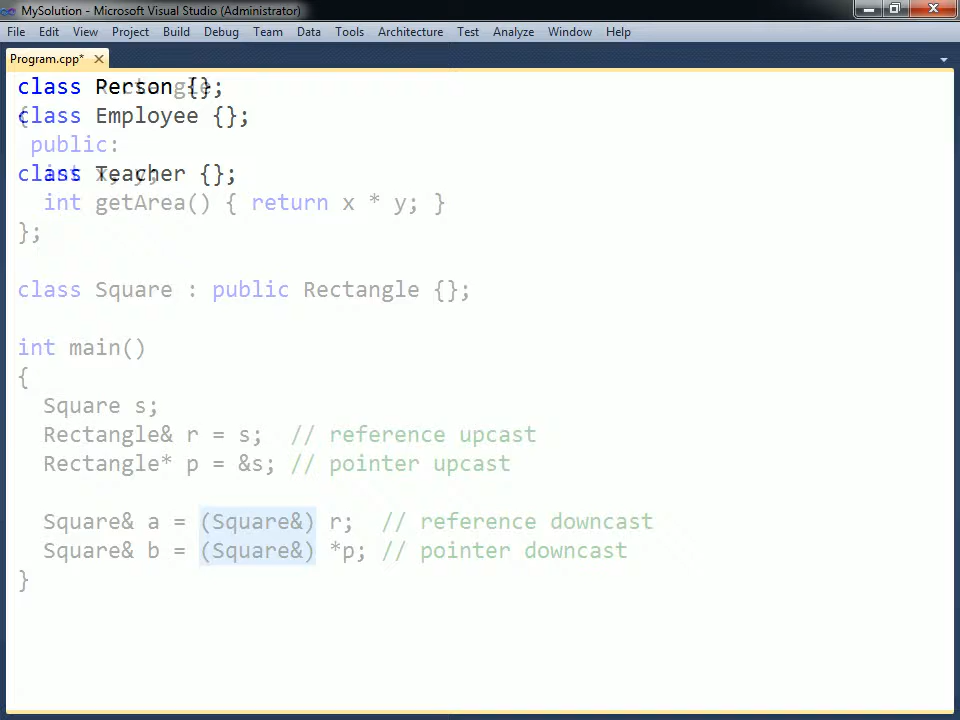 MySolution - Microsoft Visual Studio (Administrator)
File Edit View Project Build Debug Team Data Tools Architecture Test Analyze Window Help
Program.cpp* ×
class Person {};
class Employee {};
{
public:
class Teacher {};
int x, y;
int getArea() { return x * y; }
};
class Square : public Rectangle {};
int main()
{
Square s;
Rectangle& r = s; // reference upcast
Rectangle* p = &s; // pointer upcast
Square& a = (Square&) r; // reference downcast
Square& b = (Square&) *p; // pointer downcast
}